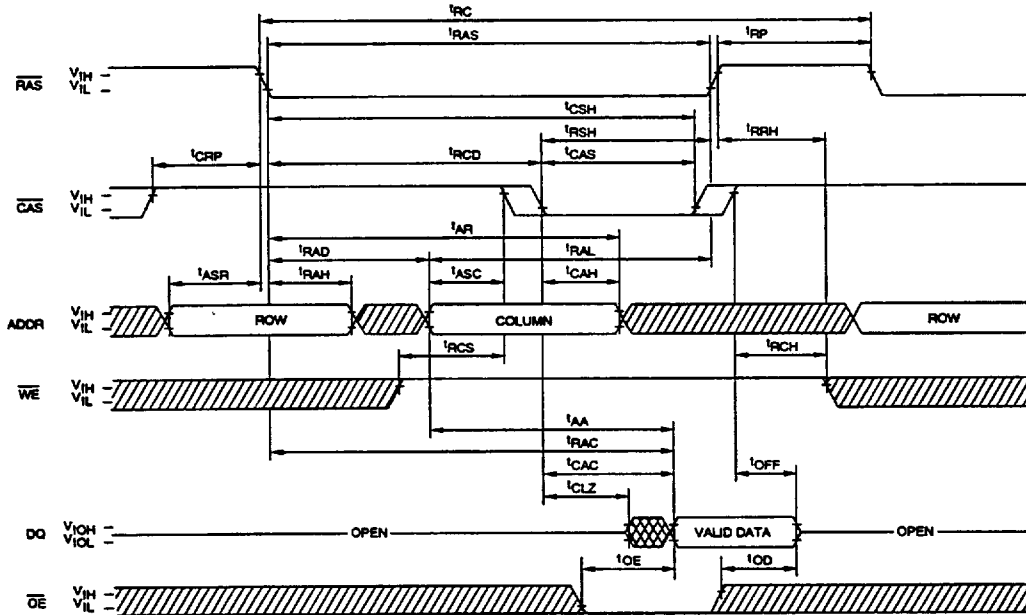 tRC
tRAS
tRP
RAS VIH VIL
tCSH
tRSH
tRRH
tCRP
tRCD
tCAS
CAS VIH VIL
tAR
tRAD
tRAL
tASR
tRAH
tASC
tCAH
ADDR VIH VIL ROW COLUMN ROW
tRCS
tRCH
WE VIH VIL
tAA
tRAC
tCAC
tOFF
tCLZ
DQ VIOH VIOL OPEN VALID DATA OPEN
tOE
tOD
OE VIH VIL